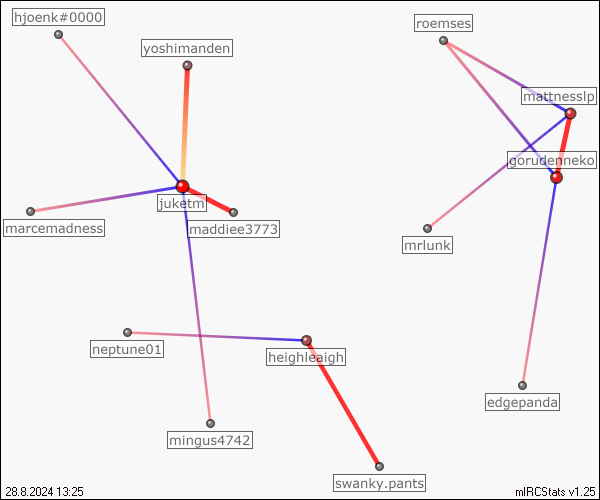 hjoenk#0000
roemses
yoshimanden
mattnesslp
gorudenneko
juketm
marcemadness
maddiee3773
mrlunk
neptune01
heighleaigh
edgepanda
mingus4742
swanky.pants
28.8.2024 13:25
mIRCStats v1.25